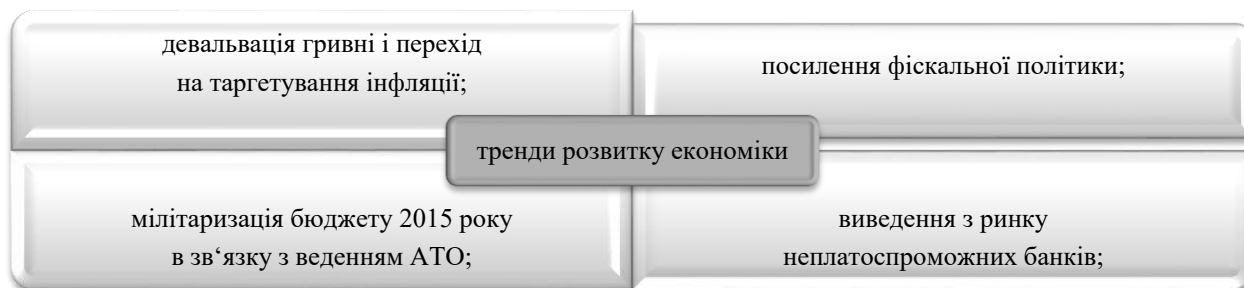 девальвація гривні і перехід
на таргетування інфляції;
посилення фіскальної політики;
тренди розвитку економіки
мілітаризація бюджету 2015 року
в зв‘язку з веденням АТО;
виведення з ринку
неплатоспроможних банків;